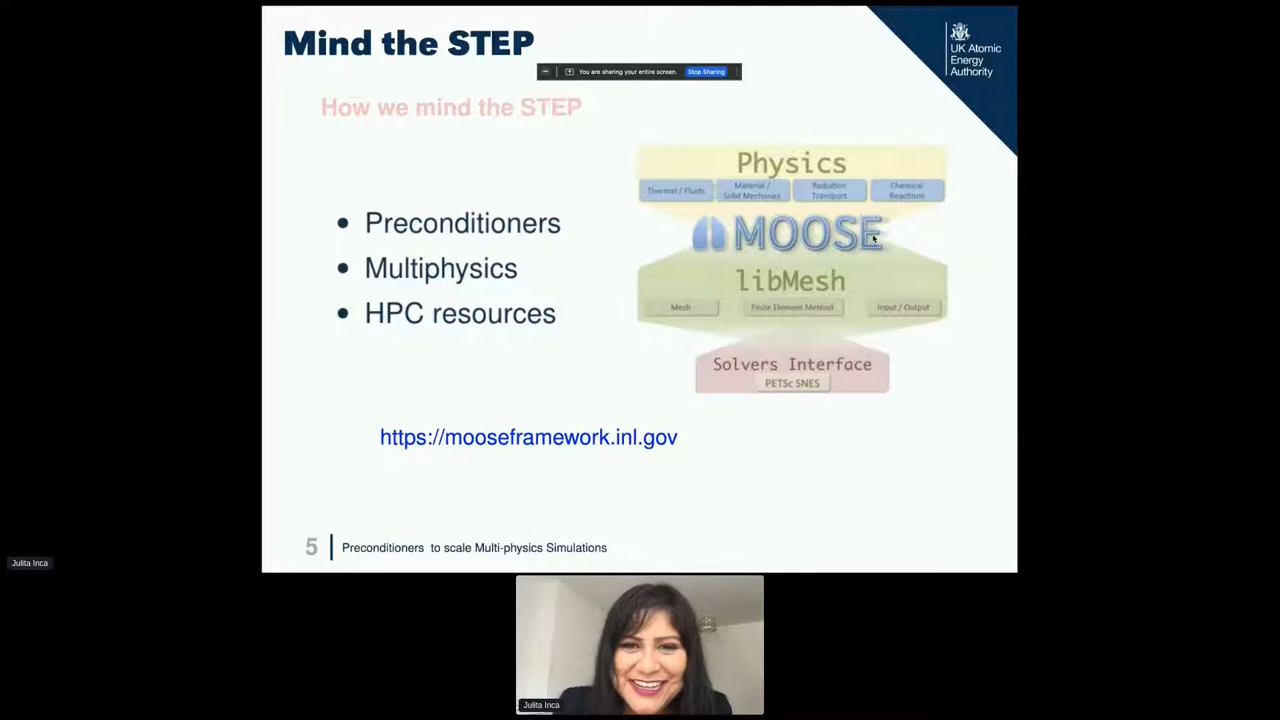 Mind the STEP
UK Atomic
Energy
Authority
You are sharing your entire screen.
Stop Sharing
How we mind the STEP
Preconditioners
Multiphysics
HPC resources
Physics
Thermal / Fluids
Material /
Solid Mechanics
Radiation
Transport
Chemical
Reactions
MOOSE
libMesh
Mesh
Finite Element Method
Input / Output
Solvers Interface
PETSc SNES
https://mooseframework.inl.gov
5
Preconditioners to scale Multi-physics Simulations
Julita Inca
Julita Inca